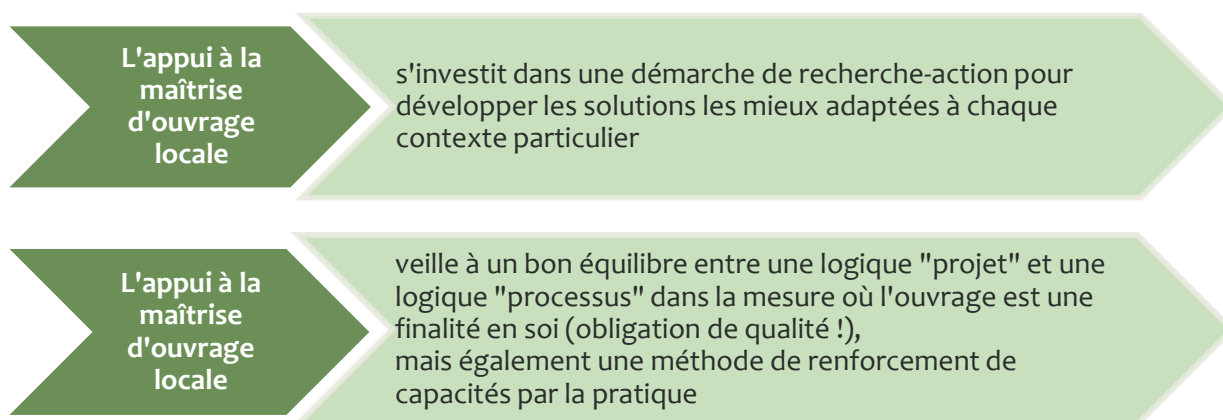 L'appui à la
maîtrise
d'ouvrage
locale
s'investit dans une démarche de recherche-action pour
développer les solutions les mieux adaptées à chaque
contexte particulier
L'appui à la
maîtrise
d'ouvrage
locale
veille à un bon équilibre entre une logique "projet" et une
logique "processus" dans la mesure où l'ouvrage est une
finalité en soi (obligation de qualité !),
mais également une méthode de renforcement de
capacités par la pratique